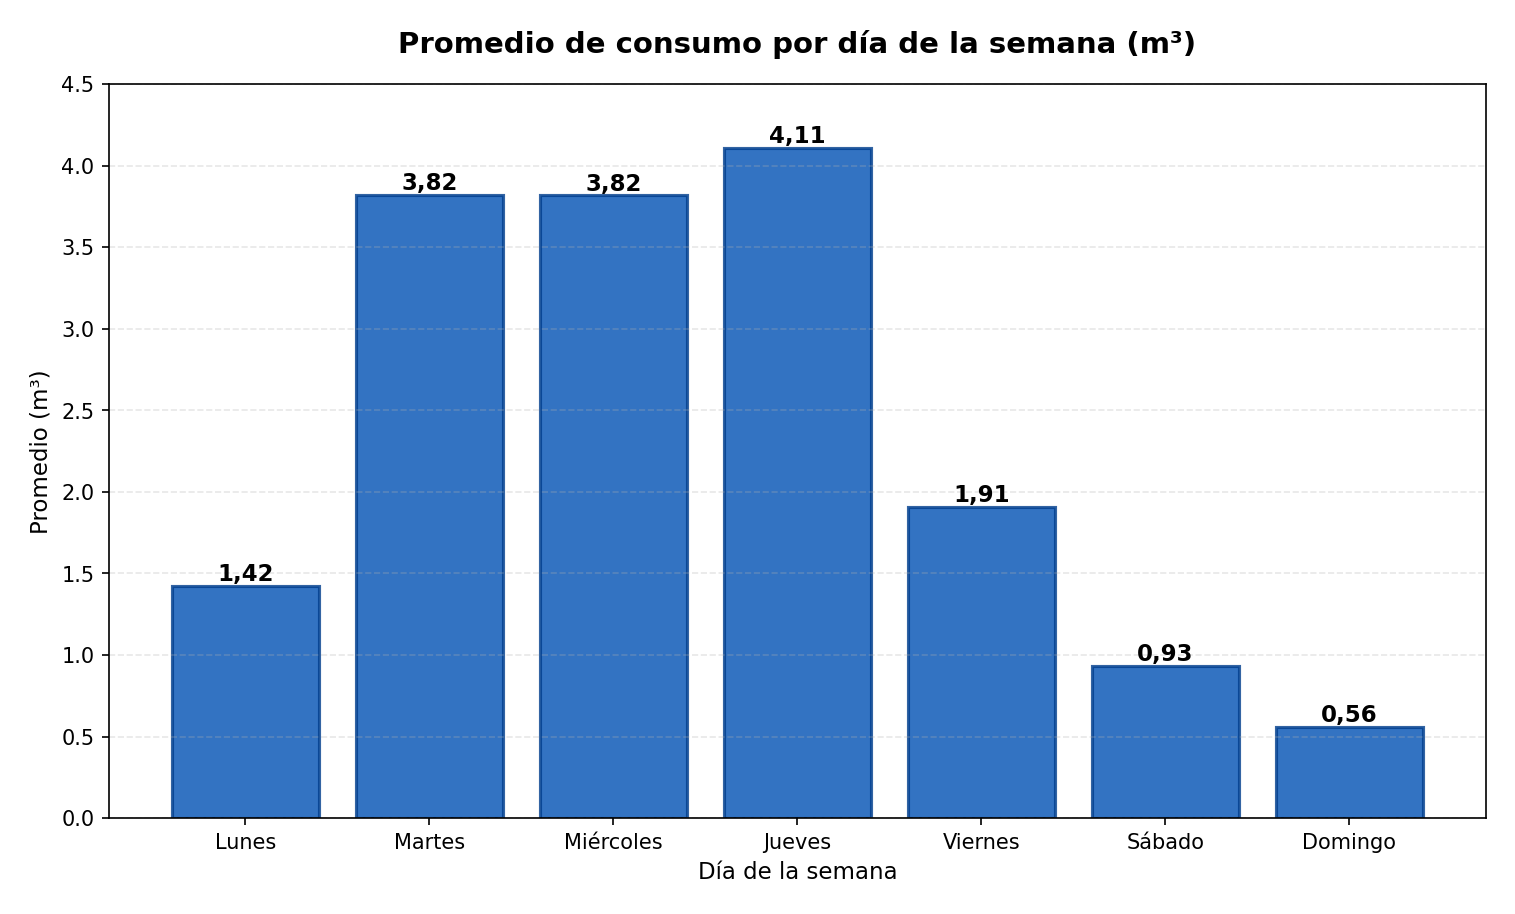 Promedio de consumo por día de la semana (m³)
4.5
4.0
3.5
3.0
2.5
2.0
1.5
1.0
0.5
0.0
Promedio (m³)
1,42
3,82
3,82
4,11
1,91
0,93
0,56
Lunes
Martes
Miércoles
Jueves
Viernes
Sábado
Domingo
Día de la semana